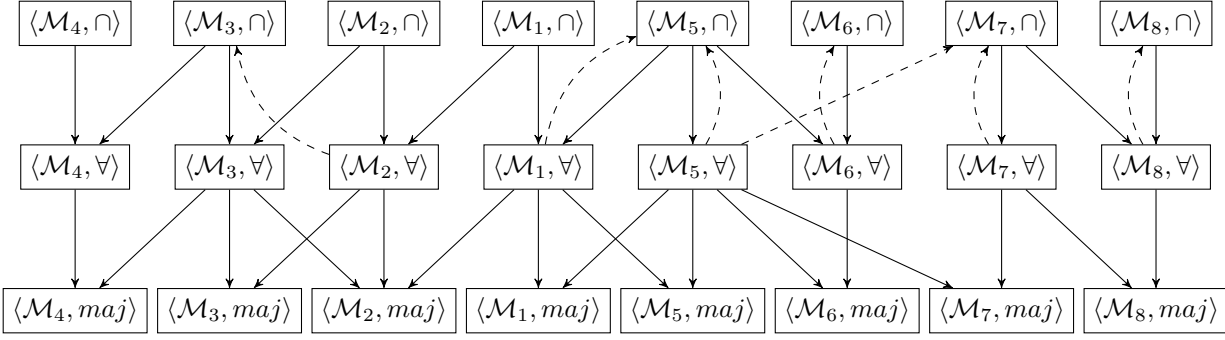 ⟨ℳ₄, ∩⟩ ⟨ℳ₃, ∩⟩ ⟨ℳ₂, ∩⟩ ⟨ℳ₁, ∩⟩ ⟨ℳ₅, ∩⟩ ⟨ℳ₆, ∩⟩ ⟨ℳ₇, ∩⟩ ⟨ℳ₈, ∩⟩
⟨ℳ₄, ∀⟩ ⟨ℳ₃, ∀⟩ ⟨ℳ₂, ∀⟩ ⟨ℳ₁, ∀⟩ ⟨ℳ₅, ∀⟩ ⟨ℳ₆, ∀⟩ ⟨ℳ₇, ∀⟩ ⟨ℳ₈, ∀⟩
⟨ℳ₄, maj⟩ ⟨ℳ₃, maj⟩ ⟨ℳ₂, maj⟩ ⟨ℳ₁, maj⟩ ⟨ℳ₅, maj⟩ ⟨ℳ₆, maj⟩ ⟨ℳ₇, maj⟩ ⟨ℳ₈, maj⟩